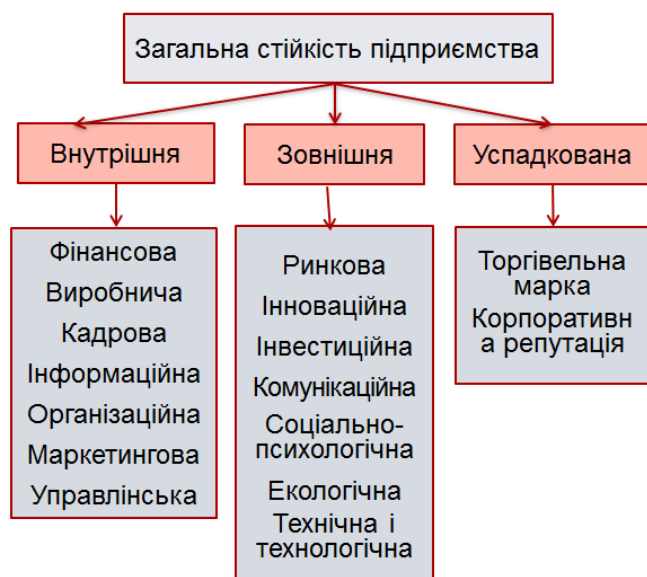 Загальна стійкість підприємства
Внутрішня
Зовнішня
Успадкована
Фінансова
Виробнича
Кадрова
Інформаційна
Організаційна
Маркетингова
Управлінська
Ринкова
Інноваційна
Інвестиційна
Комунікаційна
Соціально-
психологічна
Екологічна
Технічна і
технологічна
Торгівельна
марка
Корпоративн
а репутація